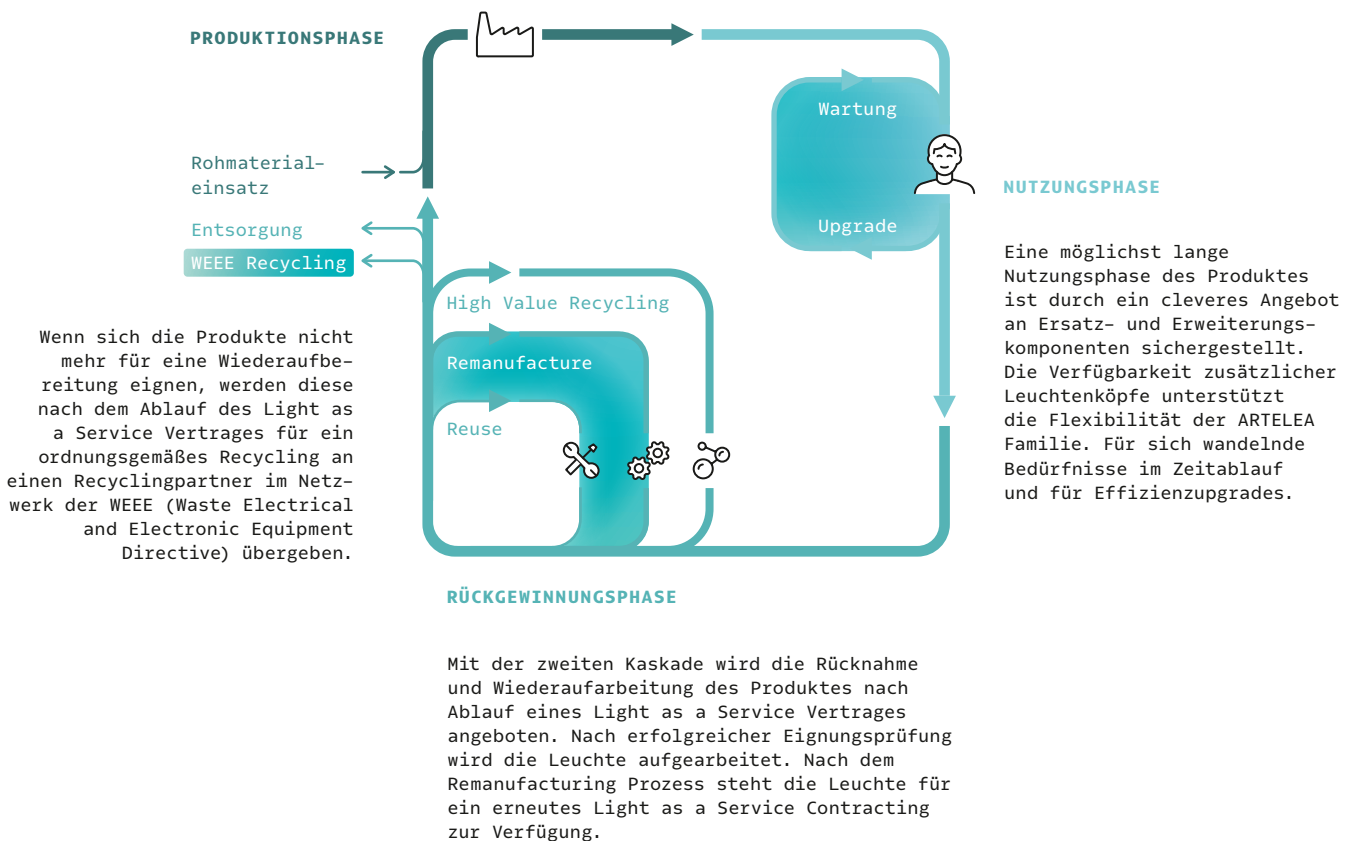 PRODUKTIONSPHASE
Wartung
Rohmaterial-
einsatz
NUTZUNGSPHASE
Entsorgung
Upgrade
WEEE Recycling
Eine möglichst lange
Nutzungsphase des Produktes
ist durch ein cleveres Angebot
an Ersatz- und Erweiterungs-
komponenten sichergestellt.
Die Verfügbarkeit zusätzlicher
Leuchtenköpfe unterstützt
die Flexibilität der ARTELEA
Familie. Für sich wandelnde
Bedürfnisse im Zeitablauf
und für Effizienzupgrades.
High Value Recycling
Remanufacture
Reuse
Wenn sich die Produkte nicht
mehr für eine Wiederaufbe-
reitung eignen, werden diese
nach dem Ablauf des Light as
a Service Vertrages für ein
ordnungsgemäßes Recycling an
einen Recyclingpartner im Netz-
werk der WEEE (Waste Electrical
and Electronic Equipment
Directive) übergeben.
RÜCKGEWINNUNGSPHASE
Mit der zweiten Kaskade wird die Rücknahme
und Wiederaufarbeitung des Produktes nach
Ablauf eines Light as a Service Vertrages
angeboten. Nach erfolgreicher Eignungsprüfung
wird die Leuchte aufgearbeitet. Nach dem
Remanufacturing Prozess steht die Leuchte für
ein erneutes Light as a Service Contracting
zur Verfügung.